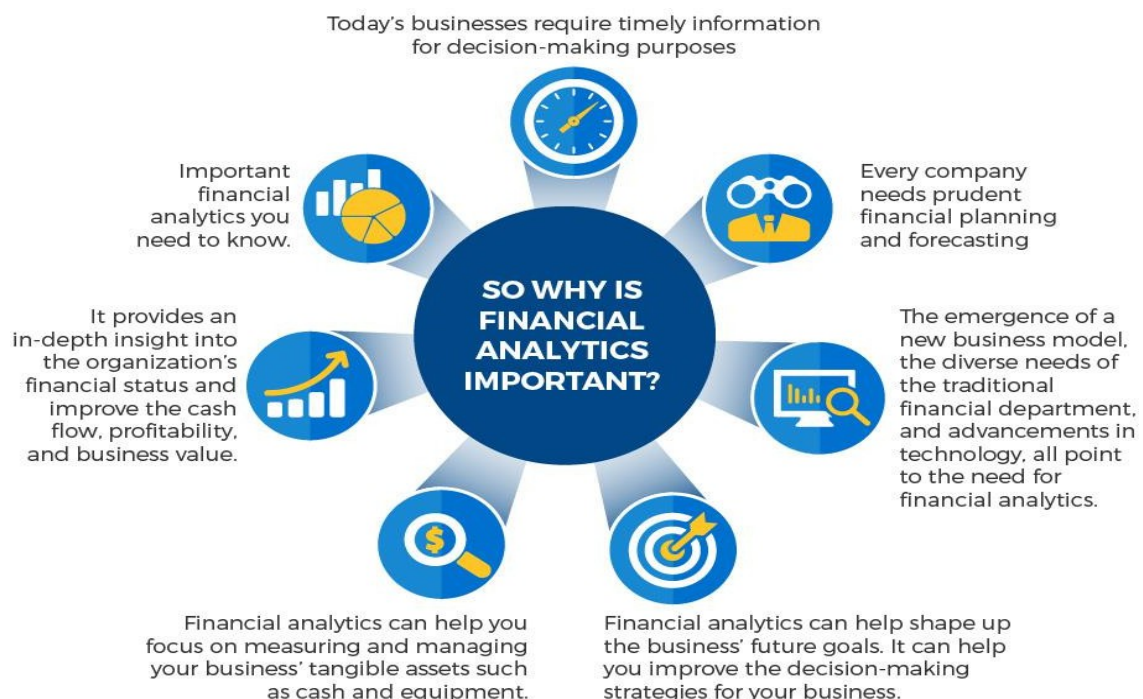 Today's businesses require timely information
for decision-making purposes
Important
financial
analytics you
need to know.
Every company
needs prudent
financial planning
and forecasting
SO WHY IS
FINANCIAL
ANALYTICS
IMPORTANT?
It provides an
in-depth insight into
the organization's
financial status and
improve the cash
flow, profitability,
and business value.
The emergence of a
new business model,
the diverse needs of
the traditional
financial department,
and advancements in
technology, all point
to the need for
financial analytics.
$
Financial analytics can help you
focus on measuring and managing
your business' tangible assets such
as cash and equipment.
Financial analytics can help shape up
the business' future goals. It can help
you improve the decision-making
strategies for your business.